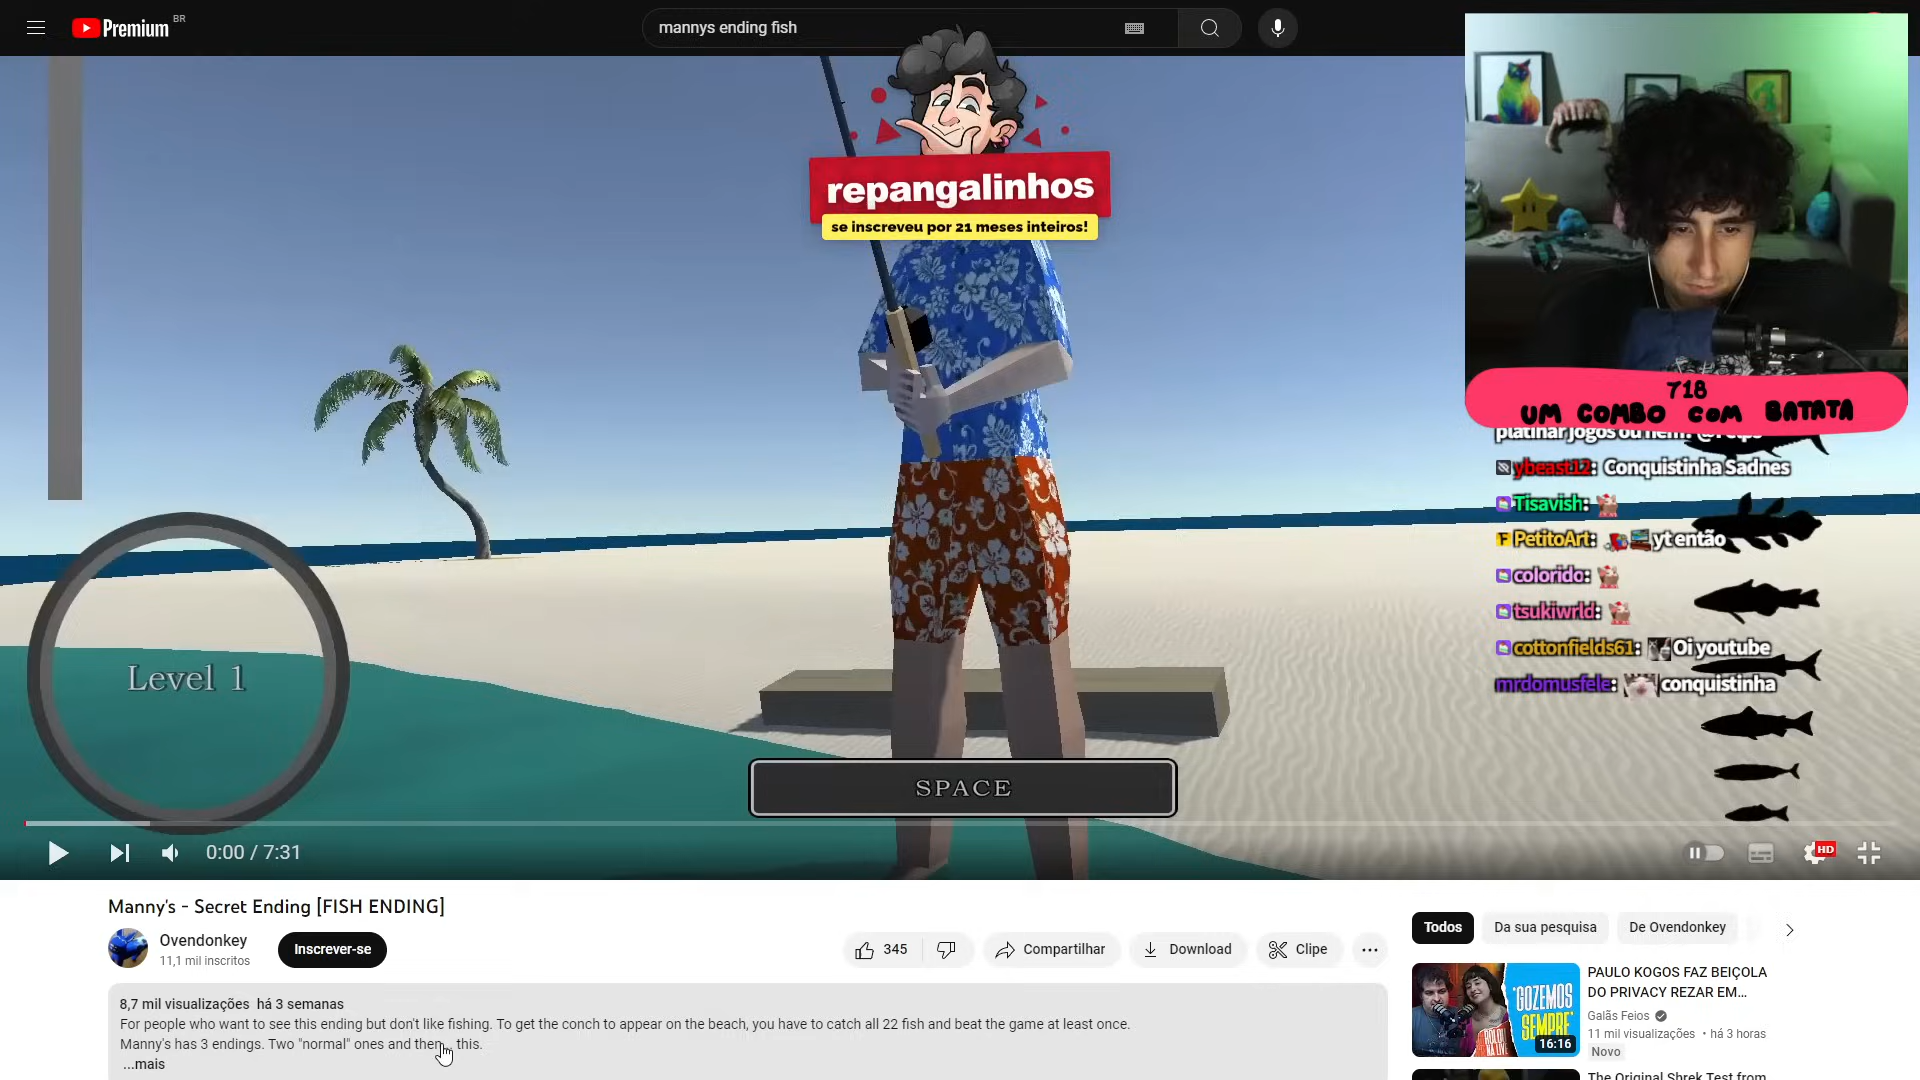 Premium BR
mannys ending fish
repangalinhos
se inscreveu por 21 meses inteiros!
718
UM COMBO COM BATATA
platinar jogos ou nem?
ybeast12: Conquistinha Sadnes
Tisavish:
PetitoArt: yt então
colorido:
tsukiwrld:
cottonfields61: Oi youtube
mrdomusfele: conquistinha
Level 1
SPACE
0:00 / 7:31
HD
Manny's - Secret Ending [FISH ENDING]
Ovendonkey
11,1 mil inscritos
Inscrever-se
345
Compartilhar
Download
Clipe
8,7 mil visualizações há 3 semanas
For people who want to see this ending but don't like fishing. To get the conch to appear on the beach, you have to catch all 22 fish and beat the game at least once.
Manny's has 3 endings. Two "normal" ones and then... this.
...mais
Todos
Da sua pesquisa
De Ovendonkey
"GOZEMOS
SEMPRE"
16:16
PAULO KOGOS FAZ BEIÇOLA
DO PRIVACY REZAR EM...
Galãs Feios
11 mil visualizações • há 3 horas
Novo
The Original Shrek Test from